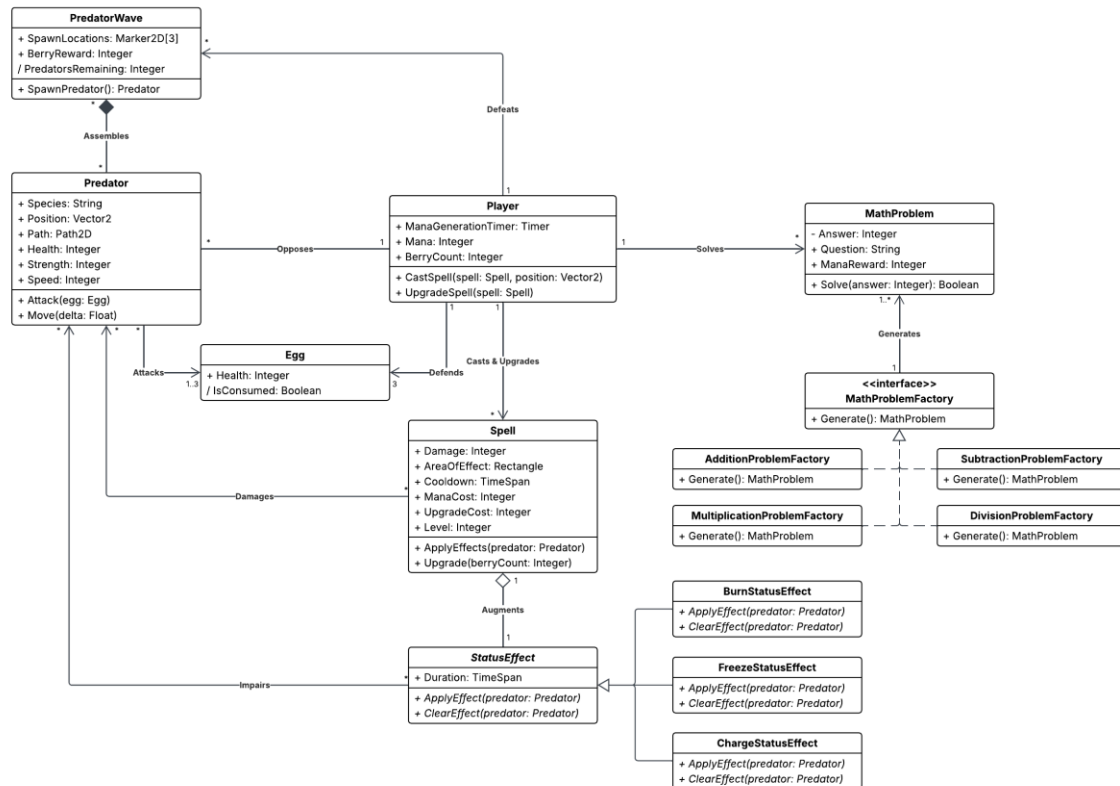 PredatorWave
+ SpawnLocations: Marker2D[3]
+ BerryReward: Integer
/ PredatorsRemaining: Integer
+ SpawnPredator(): Predator
*
Defeats
1
*
Assembles
*
Predator
+ Species: String
+ Position: Vector2
+ Path: Path2D
+ Health: Integer
+ Strength: Integer
+ Speed: Integer
+ Attack(egg: Egg)
+ Move(delta: Float)
*
Opposes
1
Player
+ ManaGenerationTimer: Timer
+ Mana: Integer
+ BerryCount: Integer
+ CastSpell(spell: Spell, position: Vector2)
+ UpgradeSpell(spell: Spell)
1
Solves
*
MathProblem
- Answer: Integer
+ Question: String
+ ManaReward: Integer
+ Solve(answer: Integer): Boolean
1..*
Generates
1
<<interface>>
MathProblemFactory
+ Generate(): MathProblem
AdditionProblemFactory
+ Generate(): MathProblem
SubtractionProblemFactory
+ Generate(): MathProblem
MultiplicationProblemFactory
+ Generate(): MathProblem
DivisionProblemFactory
+ Generate(): MathProblem
*
Attacks
1..3
Egg
+ Health: Integer
/ IsConsumed: Boolean
1
Defends
3
1
Casts & Upgrades
*
Spell
+ Damage: Integer
+ AreaOfEffect: Rectangle
+ Cooldown: TimeSpan
+ ManaCost: Integer
+ UpgradeCost: Integer
+ Level: Integer
+ ApplyEffects(predator: Predator)
+ Upgrade(berryCount: Integer)
*
Damages
*
1
Augments
1
StatusEffect
+ Duration: TimeSpan
+ ApplyEffect(predator: Predator)
+ ClearEffect(predator: Predator)
*
Impairs
*
BurnStatusEffect
+ ApplyEffect(predator: Predator)
+ ClearEffect(predator: Predator)
FreezeStatusEffect
+ ApplyEffect(predator: Predator)
+ ClearEffect(predator: Predator)
ChargeStatusEffect
+ ApplyEffect(predator: Predator)
+ ClearEffect(predator: Predator)